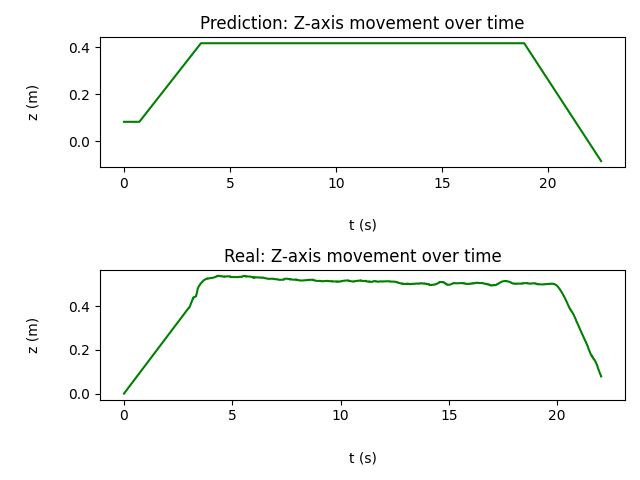 Prediction: Z-axis movement over time
z (m)
0.4
0.2
0.0
0 5 10 15 20
t (s)
Real: Z-axis movement over time
z (m)
0.4
0.2
0.0
0 5 10 15 20
t (s)